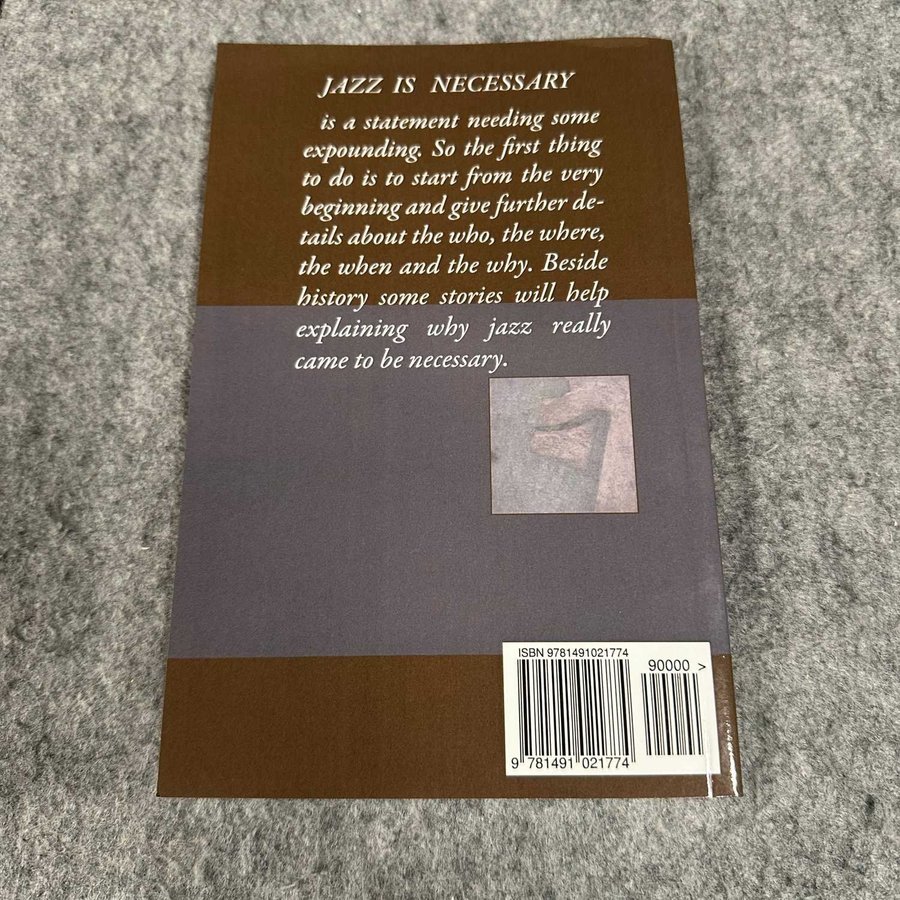 JAZZ IS NECESSARY
is a statement needing some
expounding. So the first thing
to do is to start from the very
beginning and give further de-
tails about the who, the where,
the when and the why. Beside
history some stories will help
explaining why jazz really
came to be necessary.
ISBN 9781491021774
90000 >
9 781491 021774